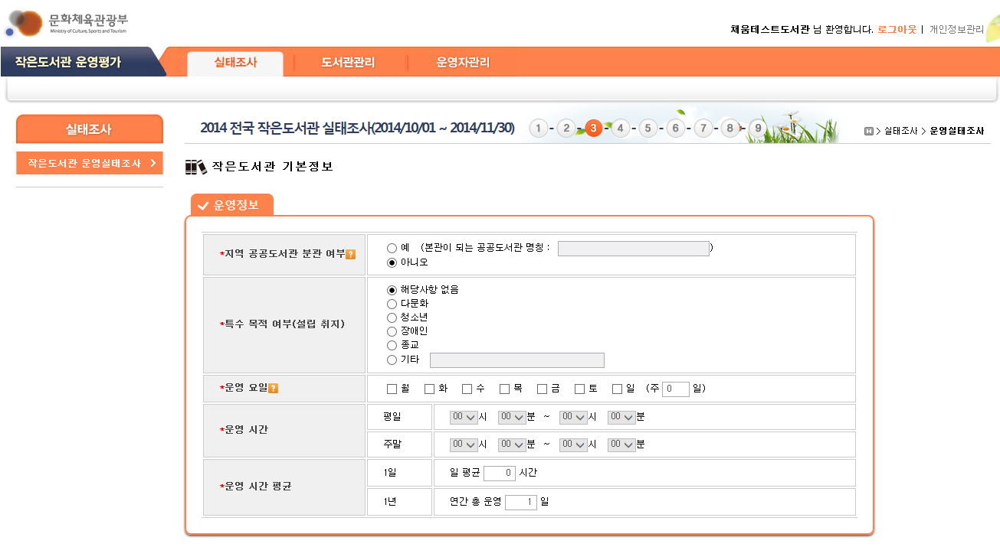 문화체육관광부
Ministry of Culture, Sports and Tourism
채움테스트도서관 님 환영합니다. 로그아웃 | 개인정보관리
작은도서관 운영평가 실태조사 도서관관리 운영자관리
실태조사
작은도서관 운영실태조사
2014 전국 작은도서관 실태조사(2014/10/01 ~ 2014/11/30) 1 - 2 - 3 - 4 - 5 - 6 - 7 - 8 - 9
H > 실태조사 > 운영실태조사
작은도서관 기본정보
운영정보
*지역 공공도서관 분관 여부 ?
예 (본관이 되는 공공도서관 명칭 : )
아니오
*특수 목적 여부(설립 취지)
해당사항 없음
다문화
청소년
장애인
종교
기타
*운영 요일 ?
월 화 수 목 금 토 일 (주 0 일)
*운영 시간
평일 00 시 00 분 ~ 00 시 00 분
주말 00 시 00 분 ~ 00 시 00 분
*운영 시간 평균
1일 일 평균 0 시간
1년 연간 총 운영 1 일